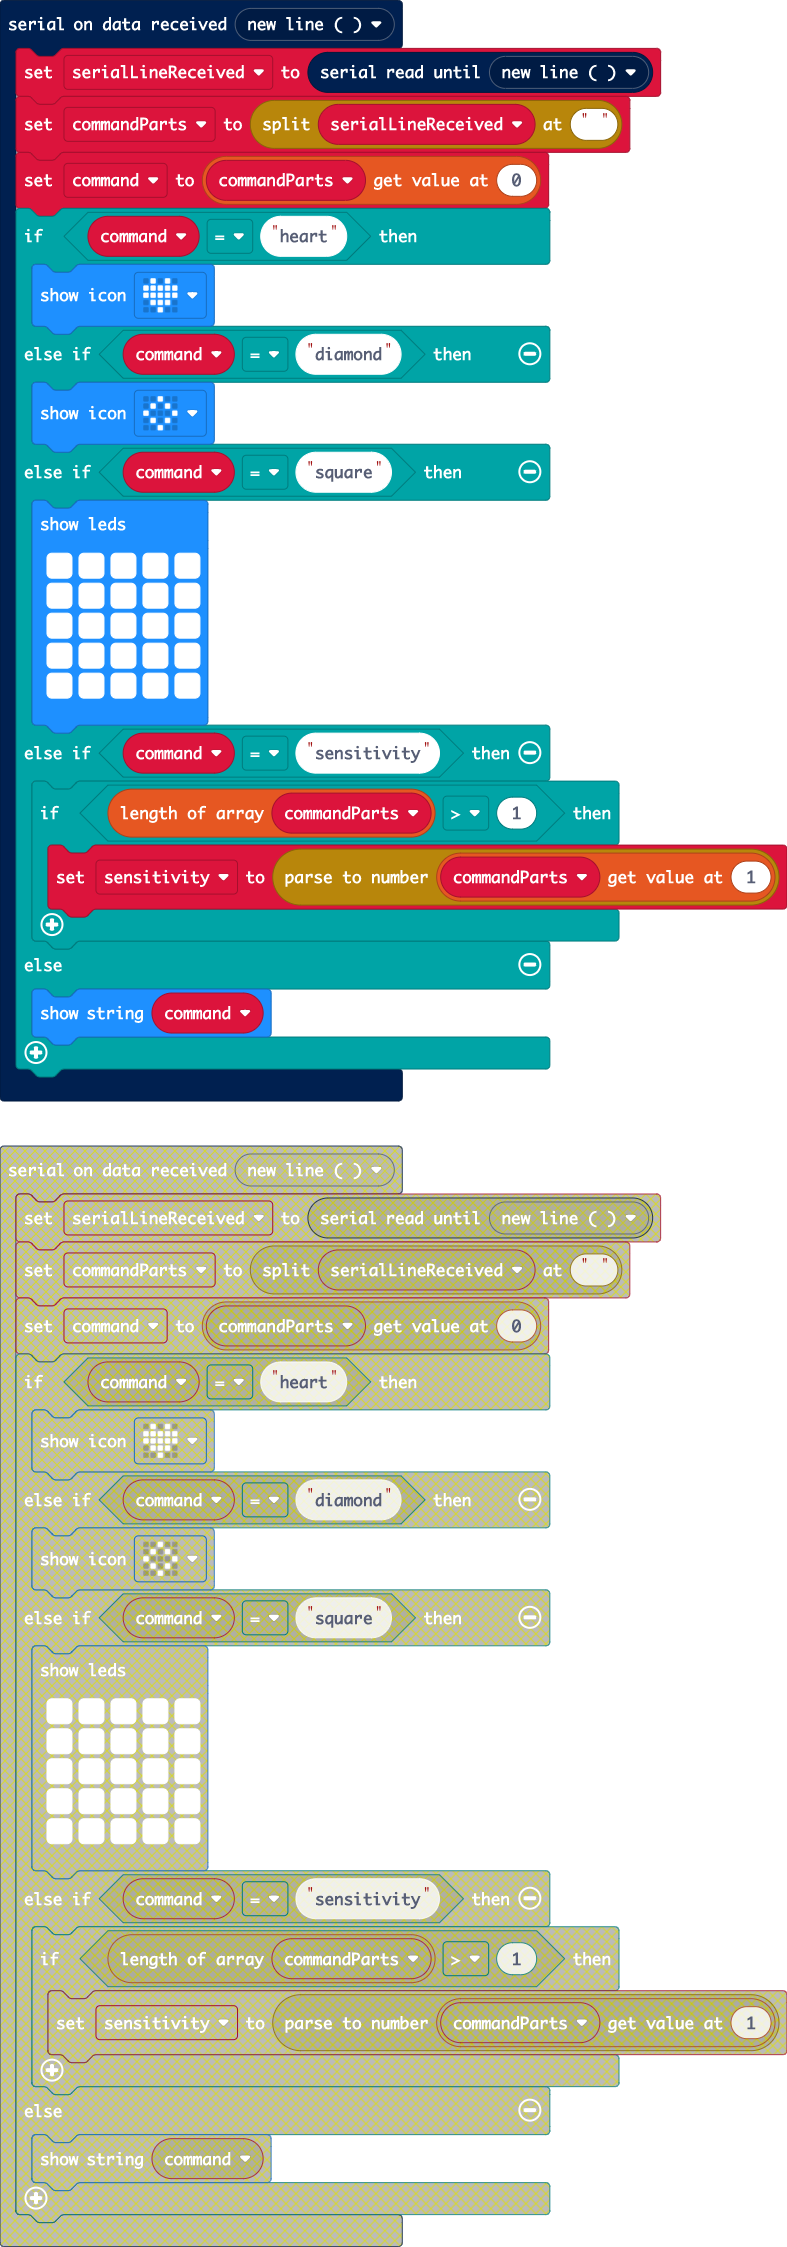 serial on data received new line ( )
set serialLineReceived to serial read until new line ( )
set commandParts to split serialLineReceived at " "
set command to commandParts get value at 0
if command = "heart" then
show icon
else if command = "diamond" then
show icon
else if command = "square" then
show leds
else if command = "sensitivity" then
if length of array commandParts > 1 then
set sensitivity to parse to number commandParts get value at 1
else
show string command
serial on data received new line ( )
set serialLineReceived to serial read until new line ( )
set commandParts to split serialLineReceived at " "
set command to commandParts get value at 0
if command = "heart" then
show icon
else if command = "diamond" then
show icon
else if command = "square" then
show leds
else if command = "sensitivity" then
if length of array commandParts > 1 then
set sensitivity to parse to number commandParts get value at 1
else
show string command